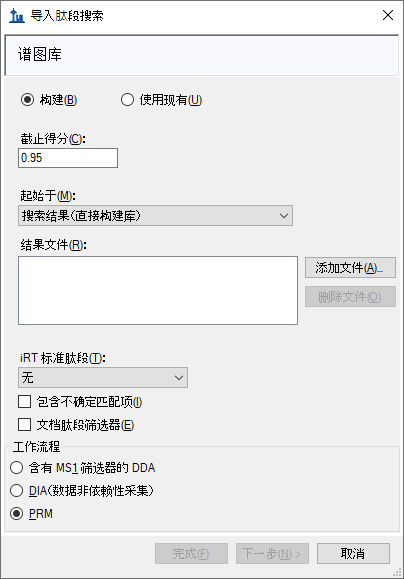 导入肽段搜索
谱图库
构建(B)
使用现有(U)
截止得分(C):
0.95
起始于(M):
搜索结果(直接构建库)
结果文件(R):
添加文件(A)...
删除文件(O)
iRT 标准肽段(T):
无
包含不确定匹配项(I)
文档肽段筛选器(E)
工作流程
含有 MS1 筛选器的 DDA
DIA(数据非依赖性采集)
PRM
完成(F)
下一步(N) >
取消